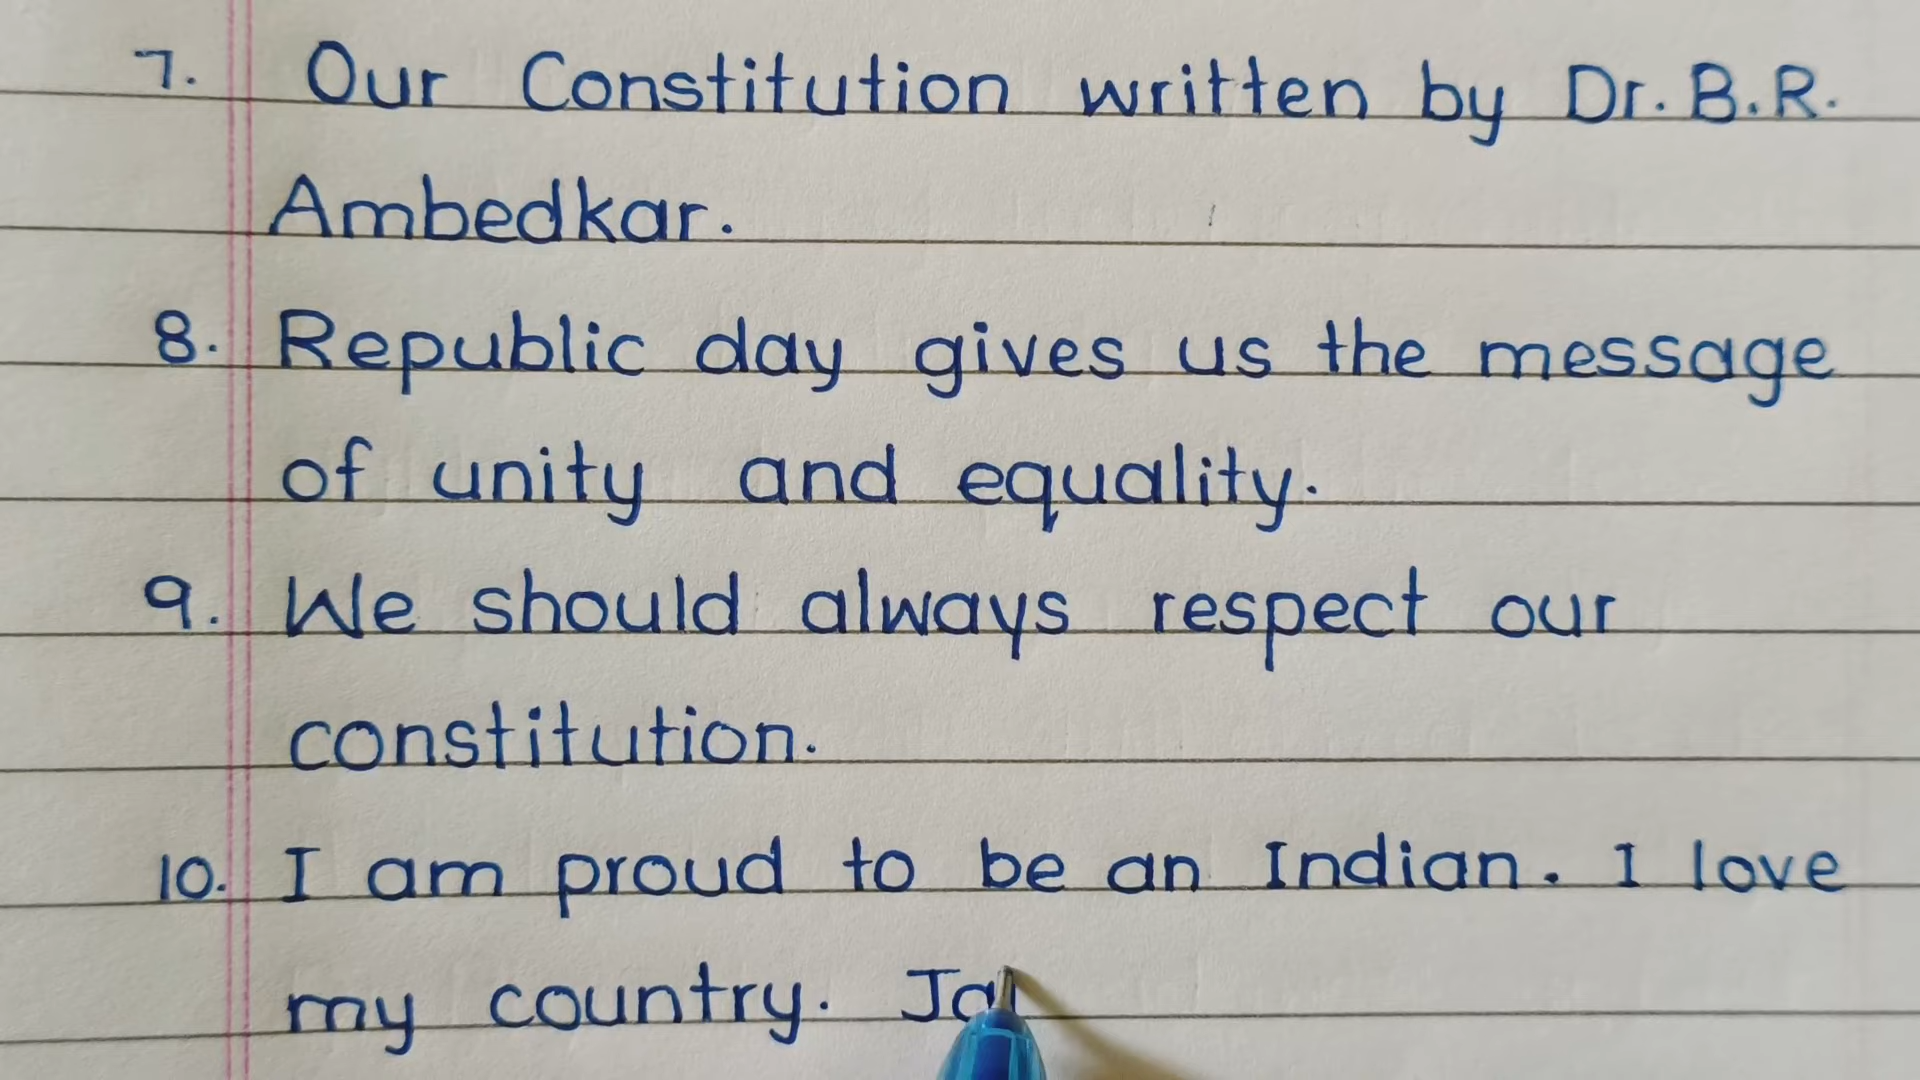 7. Our Constitution written by Dr. B.R.
Ambedkar.
8. Republic day gives us the message
of unity and equality.
9. We should always respect our
constitution.
10. I am proud to be an Indian. I love
my country.